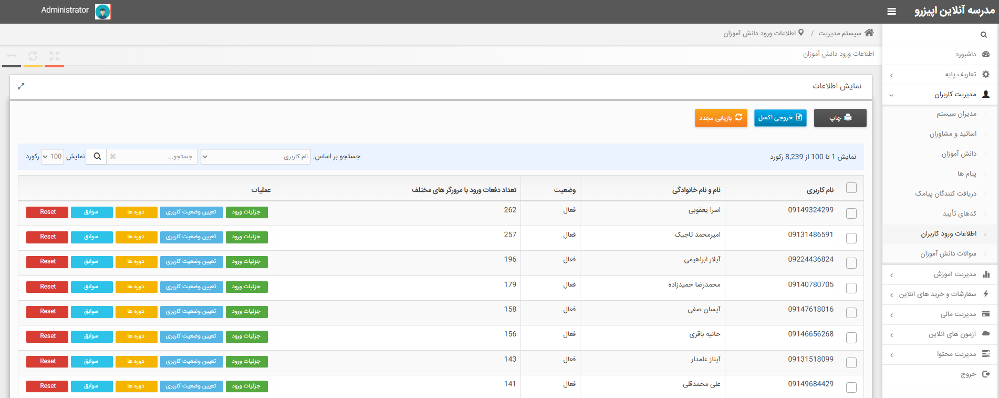 مدرسه آنلاین اپیزرو
Administrator
سیستم مدیریت / اطلاعات ورود دانش آموزان
اطلاعات ورود دانش آموزان
داشبورد
تعاریف پایه
مدیریت کاربران
مدیران سیستم
اساتید و مشاوران
دانش آموزان
پیام ها
دریافت کنندگان پیامک
کدهای تأیید
اطلاعات ورود کاربران
سوالات دانش آموزان
مدیریت آموزش
سفارشات و خرید های آنلاین
مدیریت مالی
آزمون های آنلاین
مدیریت محتوا
خروج
نمایش اطلاعات
چاپ خروجی اکسل بازیابی مجدد
نمایش 1 تا 100 از 8,239 رکورد جستجو بر اساس: نام کاربری جستجو... نمایش 100 رکورد
نام کاربری نام و نام خانوادگی وضعیت تعداد دفعات ورود با مرورگر های مختلف عملیات
09149324299 اسرا یعقوبی فعال 262 جزئیات ورود تعیین وضعیت کاربری دوره ها سوابق Reset
09131486591 امیرمحمد تاجیک فعال 257 جزئیات ورود تعیین وضعیت کاربری دوره ها سوابق Reset
09224436824 آیلار ابراهیمی فعال 196 جزئیات ورود تعیین وضعیت کاربری دوره ها سوابق Reset
09140780705 محمدرضا حمیدزاده فعال 179 جزئیات ورود تعیین وضعیت کاربری دوره ها سوابق Reset
09147618016 آیسان صفی فعال 158 جزئیات ورود تعیین وضعیت کاربری دوره ها سوابق Reset
09146656268 حانیه باقری فعال 156 جزئیات ورود تعیین وضعیت کاربری دوره ها سوابق Reset
09131518099 آیناز علمدار فعال 143 جزئیات ورود تعیین وضعیت کاربری دوره ها سوابق Reset
09149684429 علی محمدقلی فعال 141 جزئیات ورود تعیین وضعیت کاربری دوره ها سوابق Reset